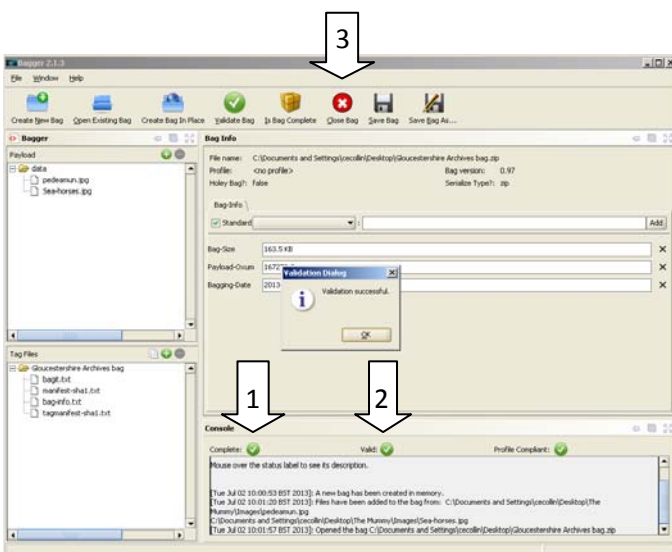 3
Bagger 2.1.3
File Window Help
Create New Bag Open Existing Bag Create Bag In Place Validate Bag Is Bag Complete Close Bag Save Bag Save Bag As...
Bagger
Payload
data
pedeamun.jpg
Sea-horses.jpg
Bag Info
File name: C:\Documents and Settings\cecollin\Desktop\Gloucestershire Archives bag.zip
Profile: <no profile> Bag version: 0.97
Holey Bag?: False Serialize Type?: zip
Bag-Info
Standard : Add
Bag-Size 163.5 KB
Payload-Oxum
Bagging-Date 2013
Validation Dialog
Validation successful.
OK
Tag Files
Gloucestershire Archives bag
bagit.txt
manifest-sha1.txt
bag-info.txt
tagmanifest-sha1.txt
1
2
Console
Complete: Valid: Profile Compliant:
Mouse over the status label to see its description.
[Tue Jul 02 10:00:53 BST 2013]: A new bag has been created in memory.
[Tue Jul 02 10:01:20 BST 2013]: Files have been added to the bag from: C:\Documents and Settings\cecollin\Desktop\The
Mummy\Images\pedeamun.jpg
C:\Documents and Settings\cecollin\Desktop\The Mummy\Images\Sea-horses.jpg
[Tue Jul 02 10:01:57 BST 2013]: Opened the bag C:\Documents and Settings\cecollin\Desktop\Gloucestershire Archives bag.zip